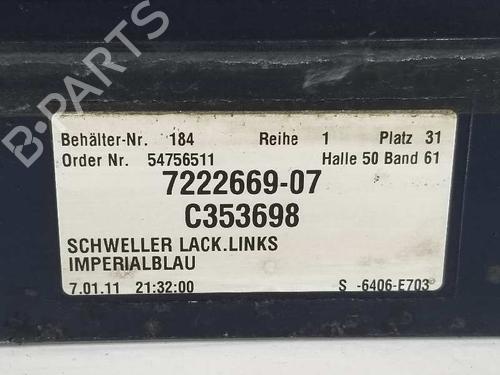 B-PARTS
Behälter-Nr. 184 Reihe 1 Platz 31
Order Nr. 54756511 Halle 50 Band 61
7222669-07
C353698
SCHWELLER LACK.LINKS
IMPERIALBLAU
7.01.11 21:32:00 S -6406-E703